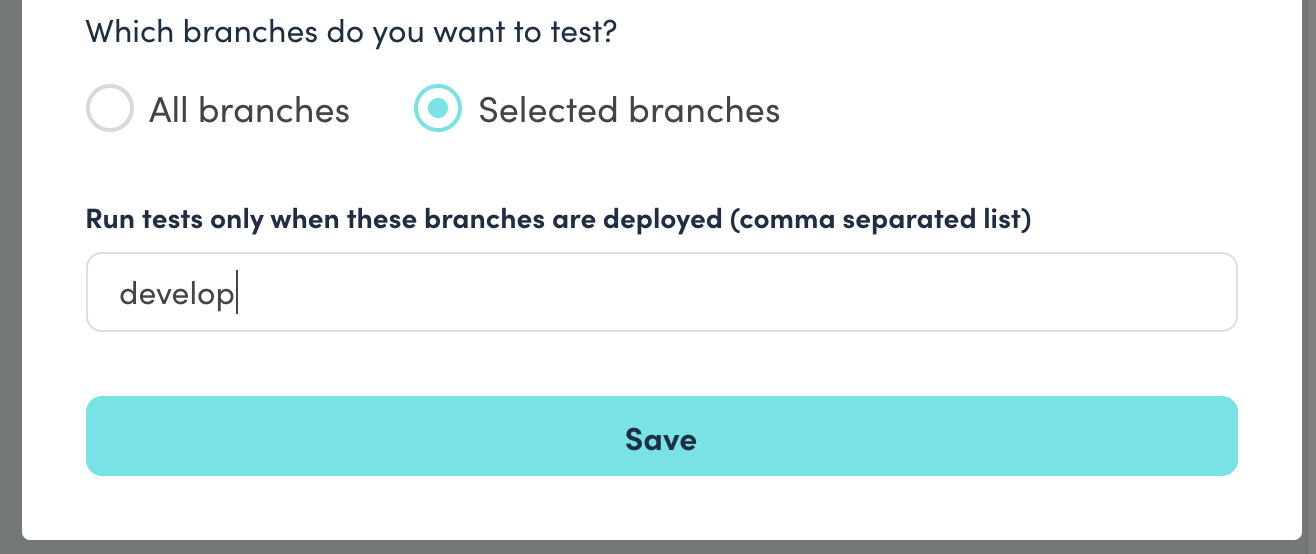 Which branches do you want to test?
All branches Selected branches
Run tests only when these branches are deployed (comma separated list)
develop
Save